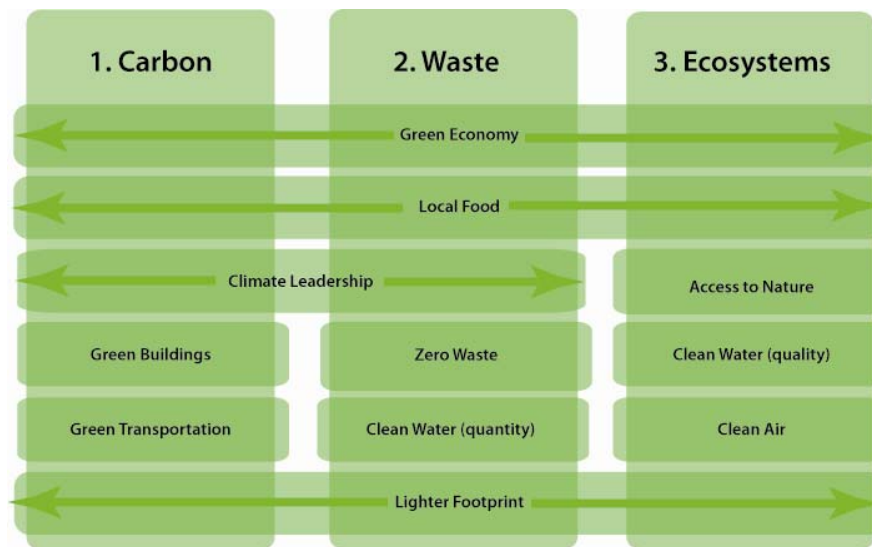 1. Carbon
2. Waste
3. Ecosystems
Green Economy
Local Food
Climate Leadership
Access to Nature
Green Buildings
Zero Waste
Clean Water (quality)
Green Transportation
Clean Water (quantity)
Clean Air
Lighter Footprint